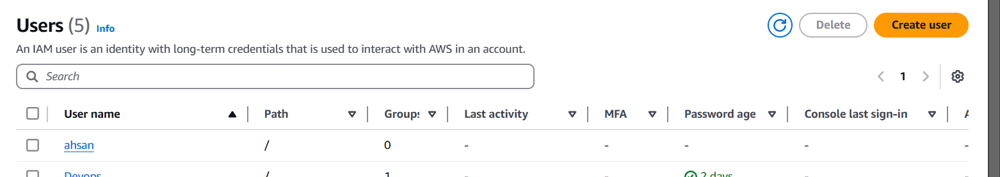 Users (5) Info
Delete
Create user
An IAM user is an identity with long-term credentials that is used to interact with AWS in an account.
Search
1
User name Path Groups Last activity MFA Password age Console last sign-in
ahsan / 0 - - - - -
Devops / 1 - - 2 days - -